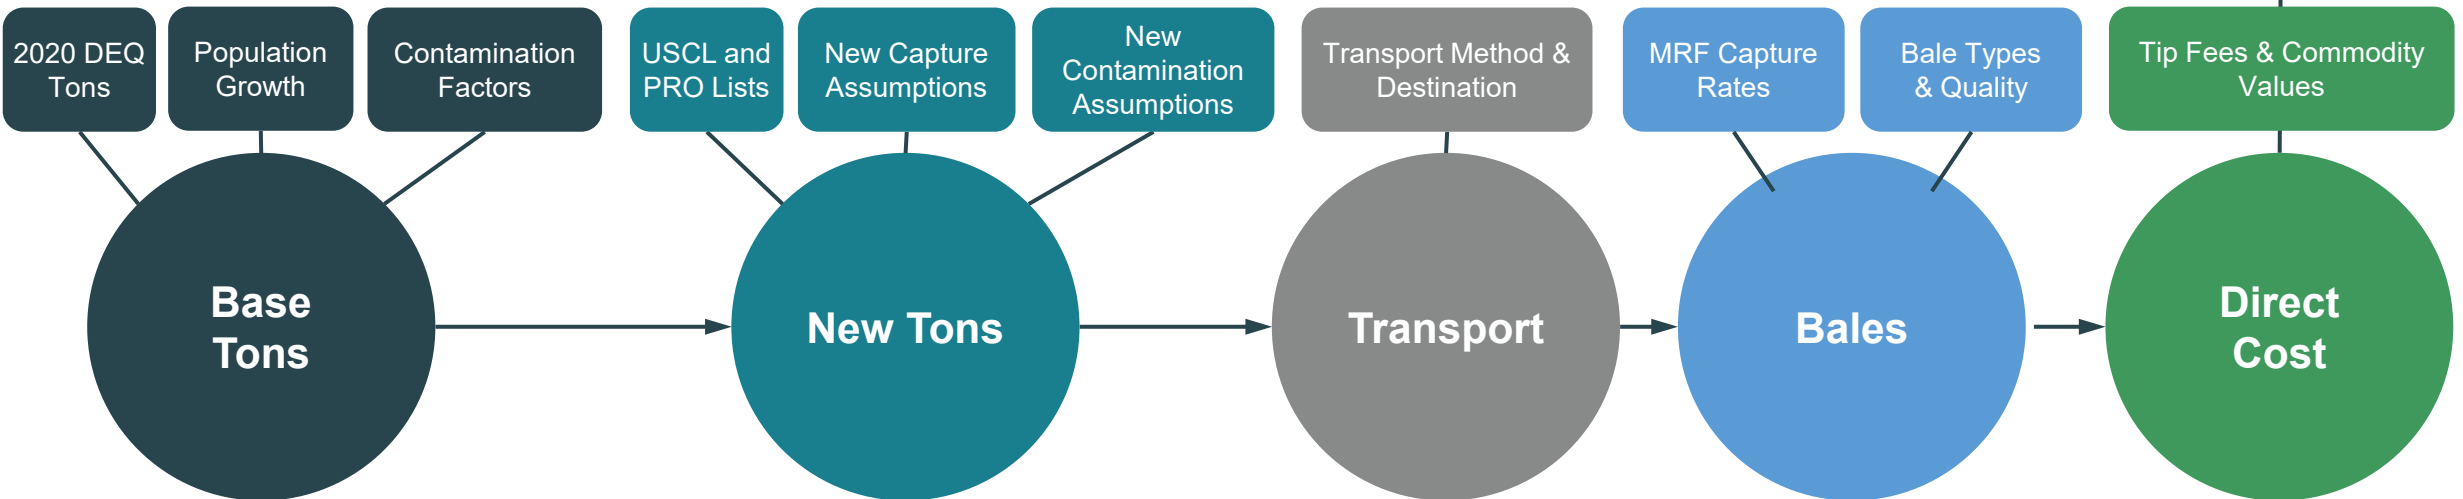 2020 DEQ
Tons
Population
Growth
Contamination
Factors
USCL and
PRO Lists
New Capture
Assumptions
New
Contamination
Assumptions
Transport Method &
Destination
MRF Capture
Rates
Bale Types
& Quality
Tip Fees & Commodity
Values
Base
Tons
New Tons
Transport
Bales
Direct
Cost